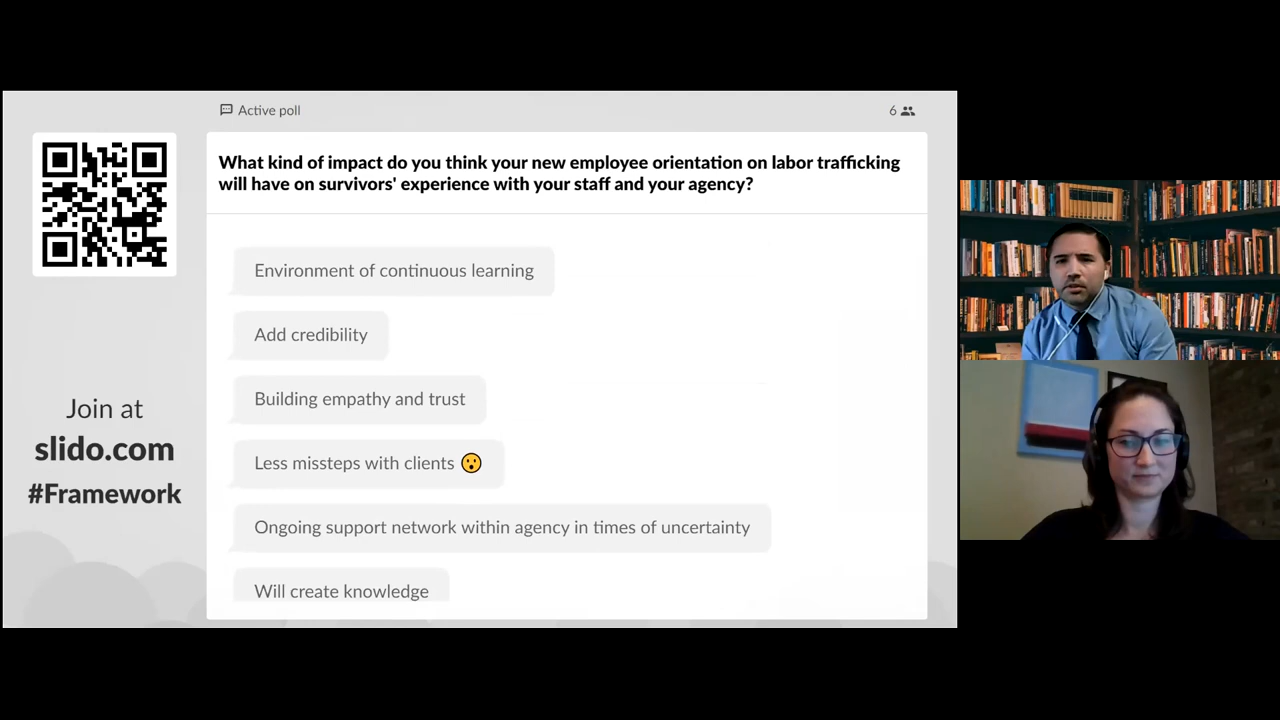 Active poll
6
What kind of impact do you think your new employee orientation on labor trafficking
will have on survivors' experience with your staff and your agency?
Environment of continuous learning
Add credibility
Building empathy and trust
Less missteps with clients 😮
Ongoing support network within agency in times of uncertainty
Will create knowledge
Join at
slido.com
#Framework